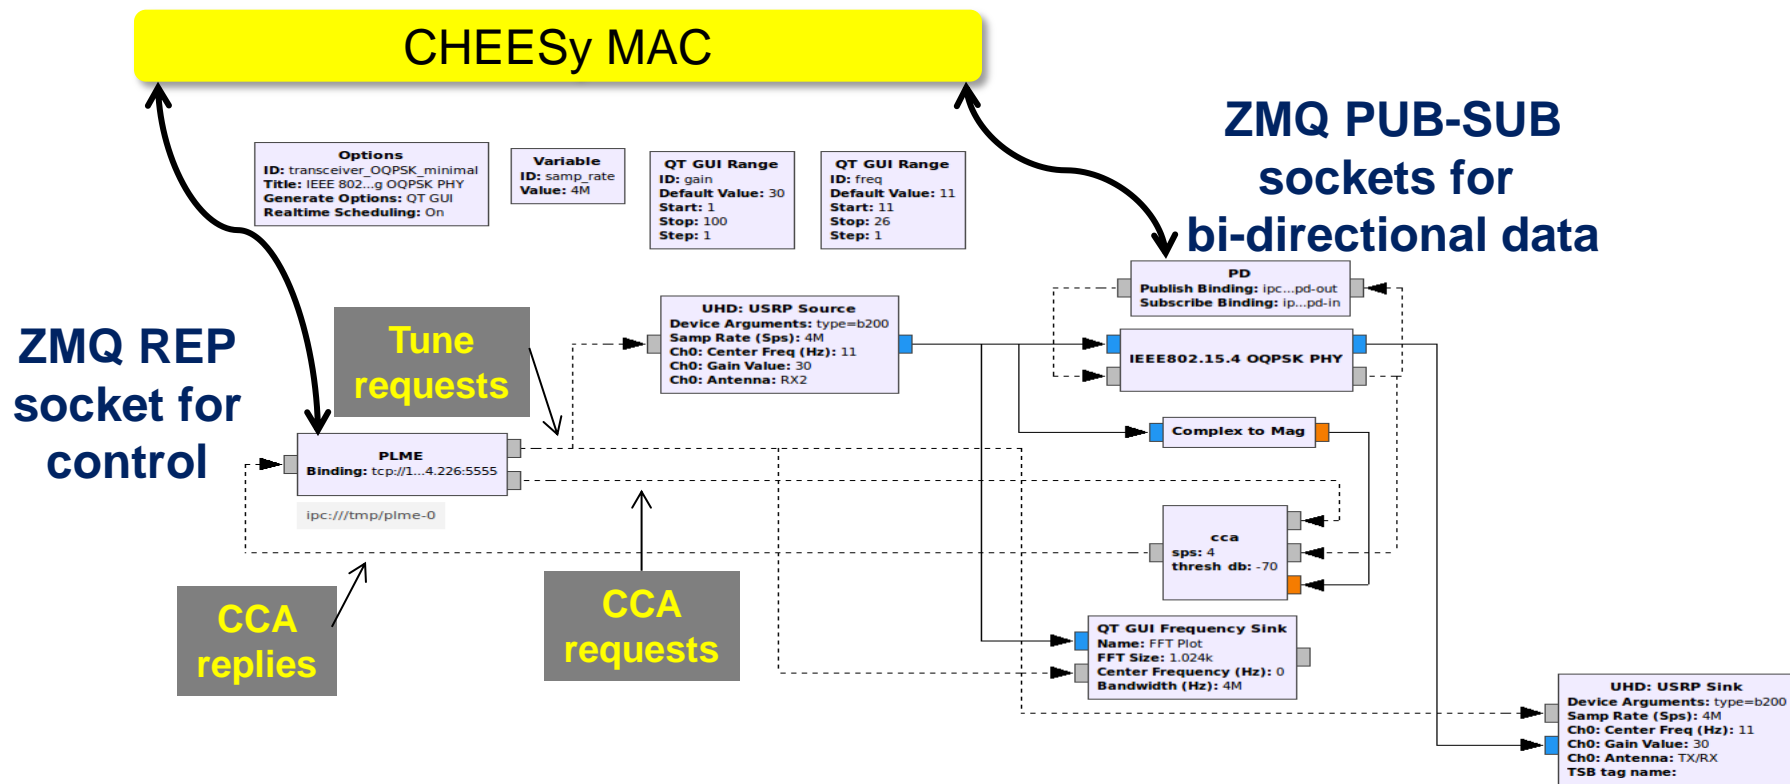 CHEESy MAC
ZMQ PUB-SUB
sockets for
bi-directional data
Options
ID: transceiver_OQPSK_minimal
Title: IEEE 802...g OQPSK PHY
Generate Options: QT GUI
Realtime Scheduling: On
Variable
ID: samp_rate
Value: 4M
QT GUI Range
ID: gain
Default Value: 30
Start: 1
Stop: 100
Step: 1
QT GUI Range
ID: freq
Default Value: 11
Start: 11
Stop: 26
Step: 1
PD
Publish Binding: ipc...pd-out
Subscribe Binding: ip...pd-in
UHD: USRP Source
Device Arguments: type=b200
Samp Rate (Sps): 4M
Ch0: Center Freq (Hz): 11
Ch0: Gain Value: 30
Ch0: Antenna: RX2
Tune
requests
ZMQ REP
socket for
control
IEEE802.15.4 OQPSK PHY
Complex to Mag
PLME
Binding: tcp://1...4.226:5555
ipc:///tmp/plme-0
cca
sps: 4
thresh_db: -70
CCA
replies
CCA
requests
QT GUI Frequency Sink
Name: FFT Plot
FFT Size: 1.024k
Center Frequency (Hz): 0
Bandwidth (Hz): 4M
UHD: USRP Sink
Device Arguments: type=b200
Samp Rate (Sps): 4M
Ch0: Center Freq (Hz): 11
Ch0: Gain Value: 30
Ch0: Antenna: TX/RX
TSB tag name: